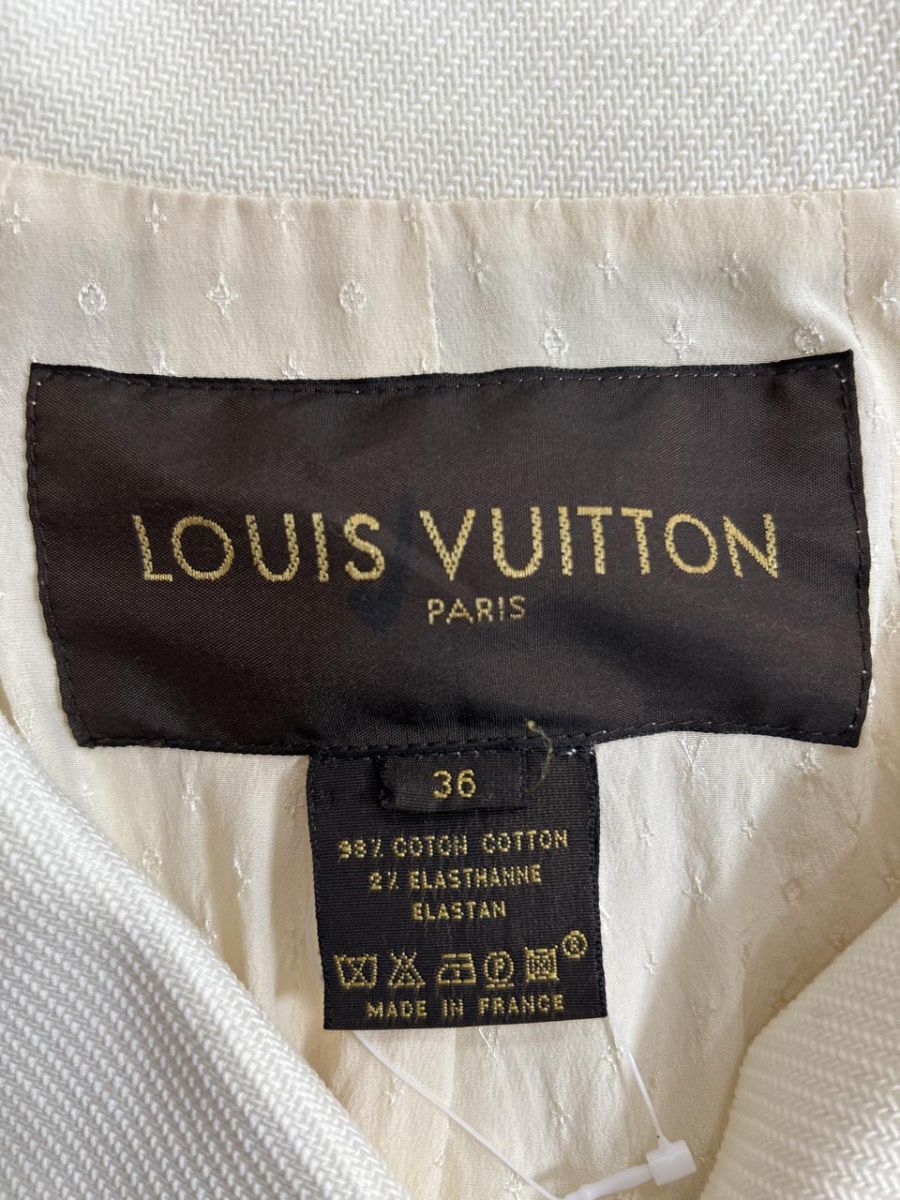 LOUIS VUITTON
PARIS
36
98% COTON COTTON
2% ELASTHANNE
ELASTAN
P
®
MADE IN FRANCE